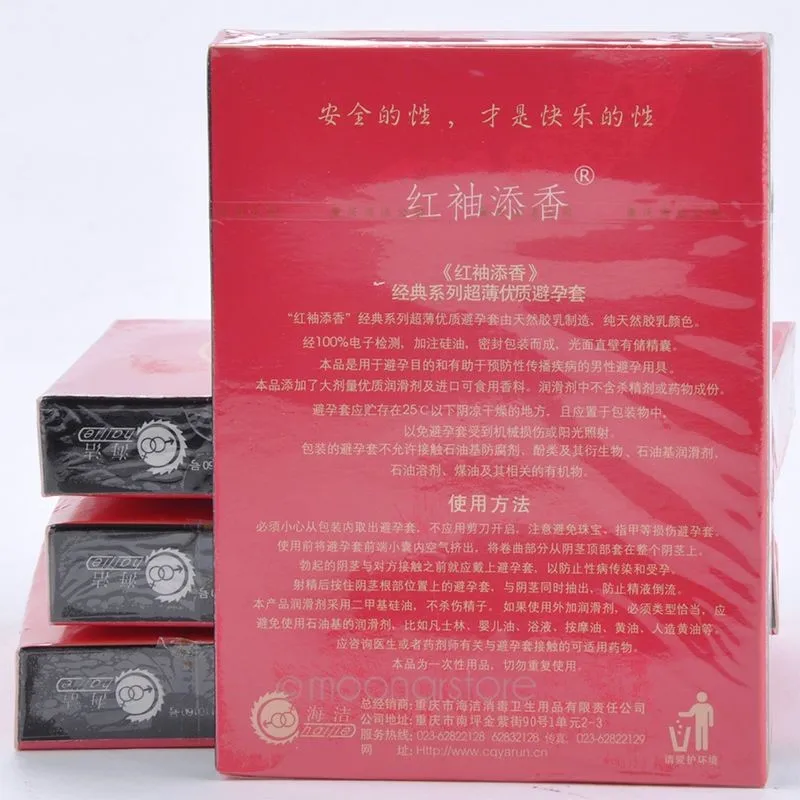 安全的性，才是快乐的性
红袖添香®
《红袖添香》
经典系列超薄优质避孕套
“红袖添香”经典系列超薄优质避孕套由天然胶乳制造，纯天然胶乳颜色。
经100%电子检测，加注硅油，密封包装而成，光面直壁有储精囊。
本品是用于避孕目的和有助于预防性传播疾病的男性避孕用具。
本品添加了大剂量优质润滑剂及进口可食用香料。润滑剂中不含杀精剂或药物成份。
避孕套应贮存在25℃以下阴凉干燥的地方，且应置于包装物中，
以免避孕套受到机械损伤或阳光照射。
包装的避孕套不允许接触石油基防腐剂、酚类及其衍生物、石油基润滑剂、
石油溶剂、煤油及其相关的有机物。
使用方法
必须小心从包装内取出避孕套，不应用剪刀开启，注意避免珠宝、指甲等损伤避孕套。
使用前将避孕套前端小囊内空气挤出，将卷曲部分从阴茎顶部套在整个阴茎上。
勃起的阴茎与对方接触之前就应戴上避孕套，以防止性病传染和受孕。
射精后按住阴茎根部位置上的避孕套，与阴茎同时抽出，防止精液倒流。
本产品润滑剂采用二甲基硅油，不杀伤精子。如果使用外加润滑剂，必须类型恰当，应
避免使用石油基的润滑剂，比如凡士林、婴儿油、浴液、按摩油、黄油、人造黄油等。
应咨询医生或者药剂师有关与避孕套接触的可适用药物。
本品为一次性用品，切勿重复使用。
©moonarstore
海洁
haijie
总经销商:重庆市海洁消毒卫生用品有限责任公司
公司地址:重庆市南坪金紫街90号1单元2-3
服务热线:023-62822128 62832128 传真: 023-62822129
网 址:Http://www.cqyarun.cn
请爱护环境
海洁
haijie
海洁
haijie
海洁
haijie